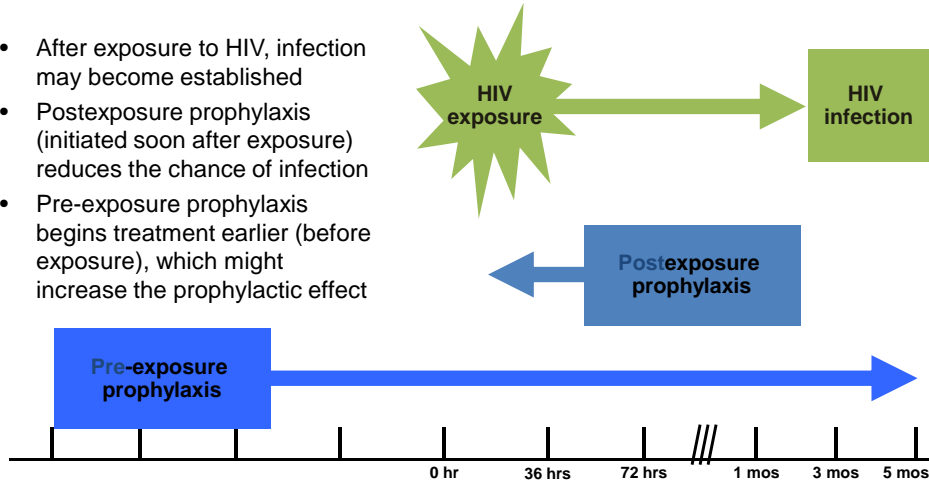 • After exposure to HIV, infection
may become established
• Postexposure prophylaxis
(initiated soon after exposure)
reduces the chance of infection
• Pre-exposure prophylaxis
begins treatment earlier (before
exposure), which might
increase the prophylactic effect
HIV
exposure
HIV
infection
Postexposure
prophylaxis
Pre-exposure
prophylaxis
0 hr 36 hrs 72 hrs 1 mos 3 mos 5 mos